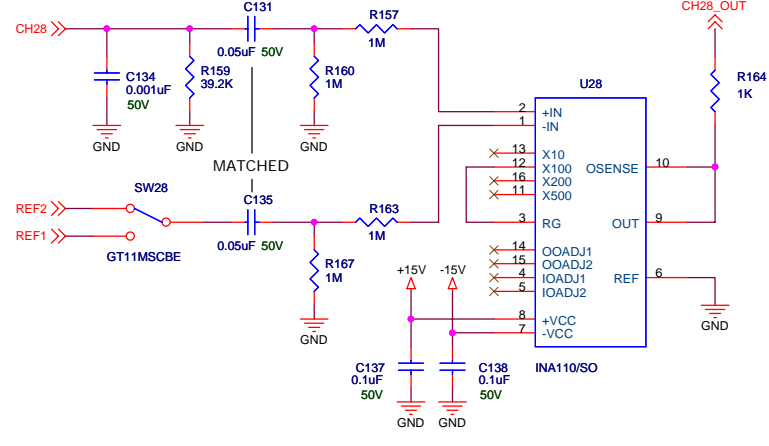 CH28
C131
0.05uF 50V
R157
1M
CH28_OUT
C134
0.001uF
50V
R159
39.2K
R160
1M
R164
1K
GND
GND
GND
MATCHED
U28
2
+IN
1
-IN
13
X10
12
X100
16
X200
11
X500
3
RG
14
OOADJ1
15
OOADJ2
4
IOADJ1
5
IOADJ2
8
+VCC
7
-VCC
OSENSE
10
OUT
9
REF
6
INA110/SO
GND
REF2
REF1
SW28
GT11MSCBE
C135
0.05uF 50V
R163
1M
R167
1M
GND
+15V
-15V
C137
0.1uF
50V
C138
0.1uF
50V
GND
GND